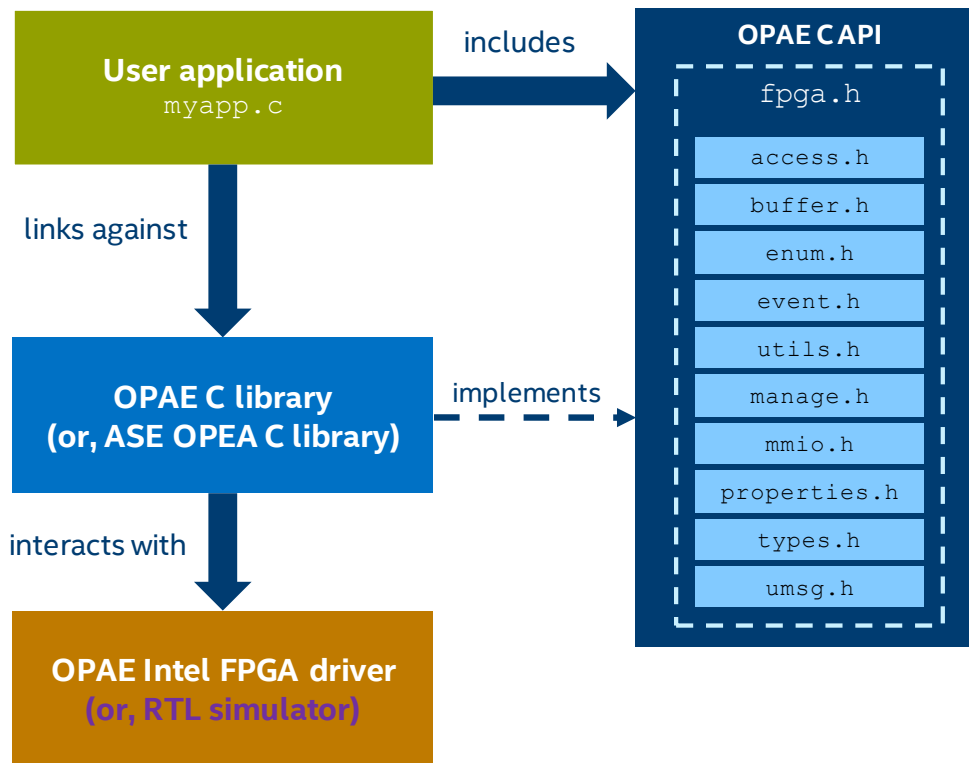 User application
myapp.c
includes
links against
OPAE C library
(or, ASE OPEA C library)
implements
interacts with
OPAE Intel FPGA driver
(or, RTL simulator)
OPAE C API
fpga.h
access.h
buffer.h
enum.h
event.h
utils.h
manage.h
mmio.h
properties.h
types.h
umsg.h